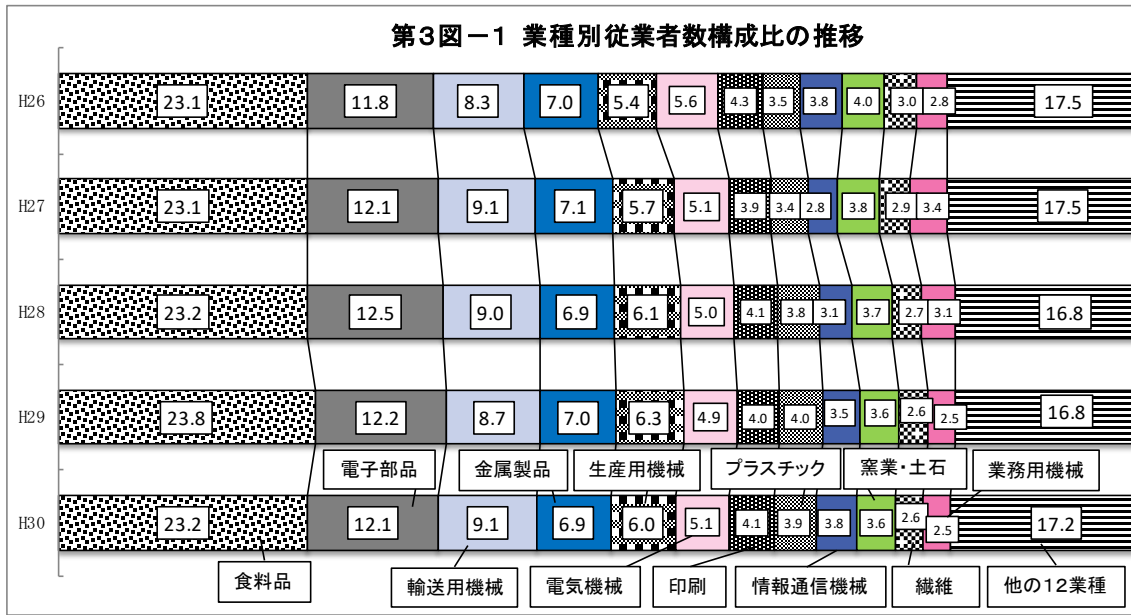 第３図－１ 業種別従業者数構成比の推移
H26 23.1 11.8 8.3 7.0 5.4 5.6 4.3 3.5 3.8 4.0 3.0 2.8 17.5
H27 23.1 12.1 9.1 7.1 5.7 5.1 3.9 3.4 2.8 3.8 2.9 3.4 17.5
H28 23.2 12.5 9.0 6.9 6.1 5.0 4.1 3.8 3.1 3.7 2.7 3.1 16.8
H29 23.8 12.2 8.7 7.0 6.3 4.9 4.0 4.0 3.5 3.6 2.6 2.5 16.8
電子部品 金属製品 生産用機械 プラスチック 窯業・土石 業務用機械
H30 23.2 12.1 9.1 6.9 6.0 5.1 4.1 3.9 3.8 3.6 2.6 2.5 17.2
食料品 輸送用機械 電気機械 印刷 情報通信機械 繊維 他の１２業種